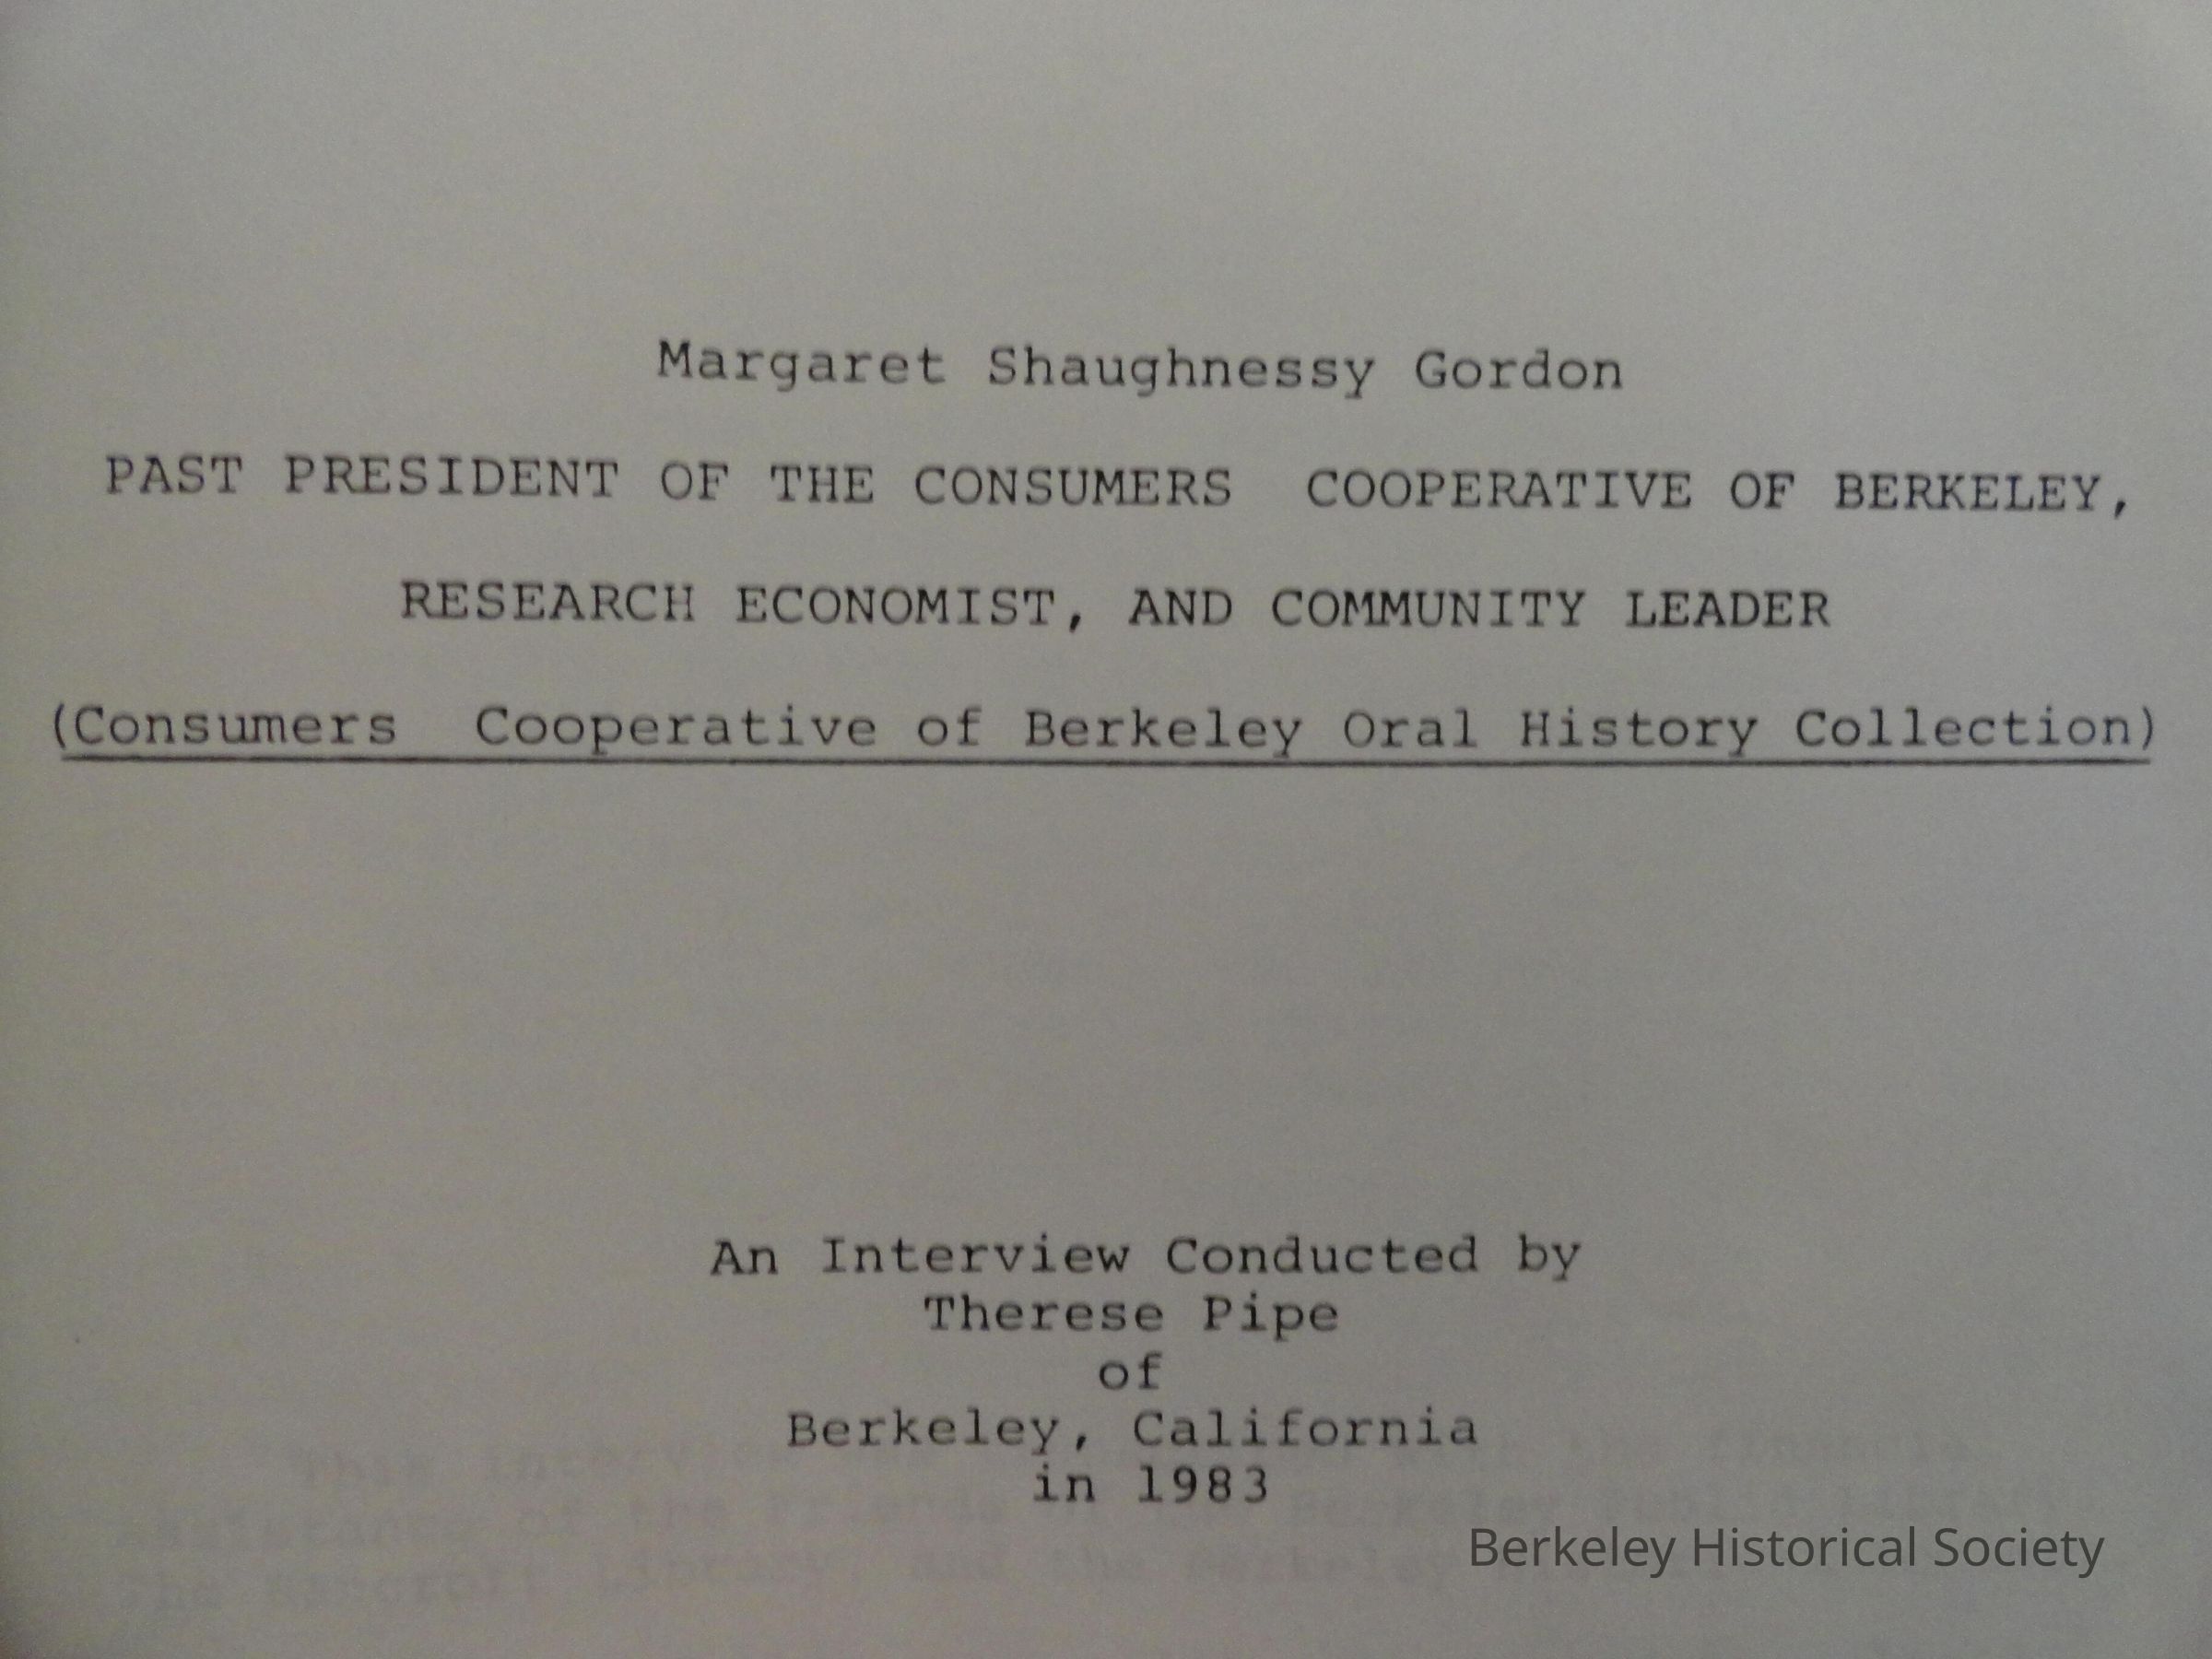 Margaret Shaughnessy Gordon
PAST PRESIDENT OF THE CONSUMERS COOPERATIVE OF BERKELEY,
RESEARCH ECONOMIST, AND COMMUNITY LEADER
(Consumers Cooperative of Berkeley Oral History Collection)
An Interview Conducted by
Therese Pipe
of
Berkeley, California
in 1983
Berkeley Historical Society